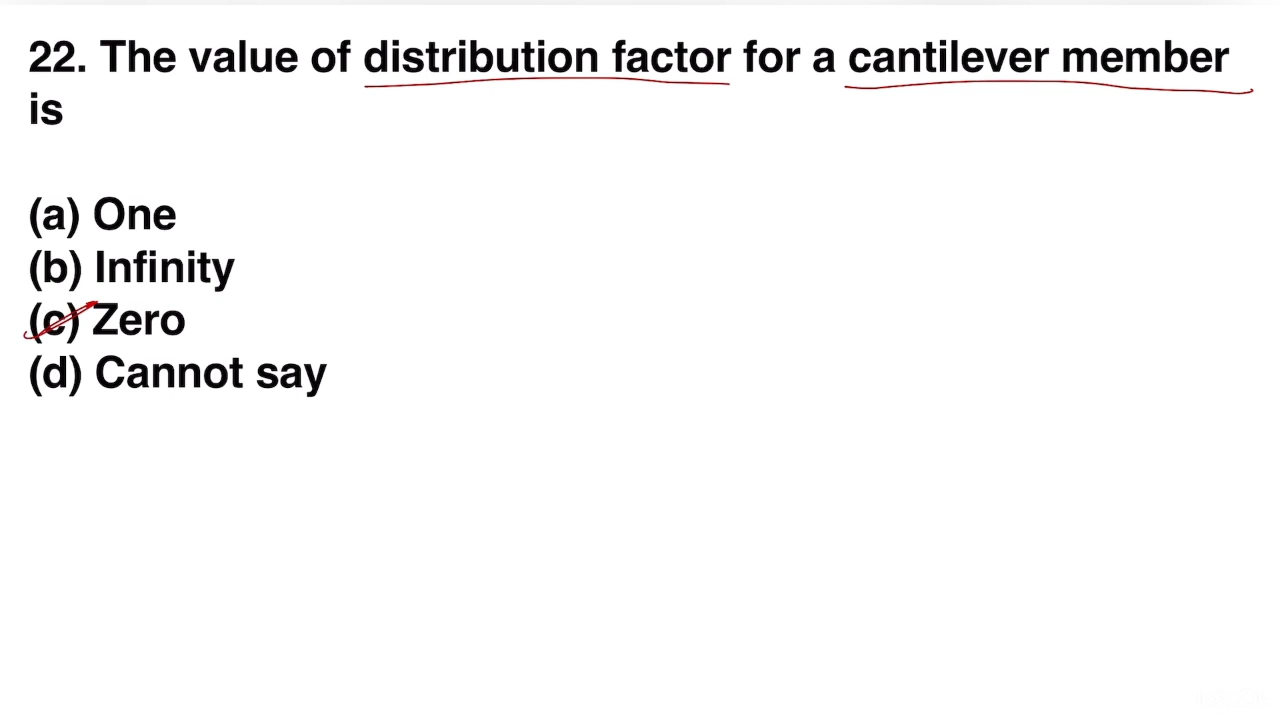 22. The value of distribution factor for a cantilever member
is
(a) One
(b) Infinity
(c) Zero
(d) Cannot say